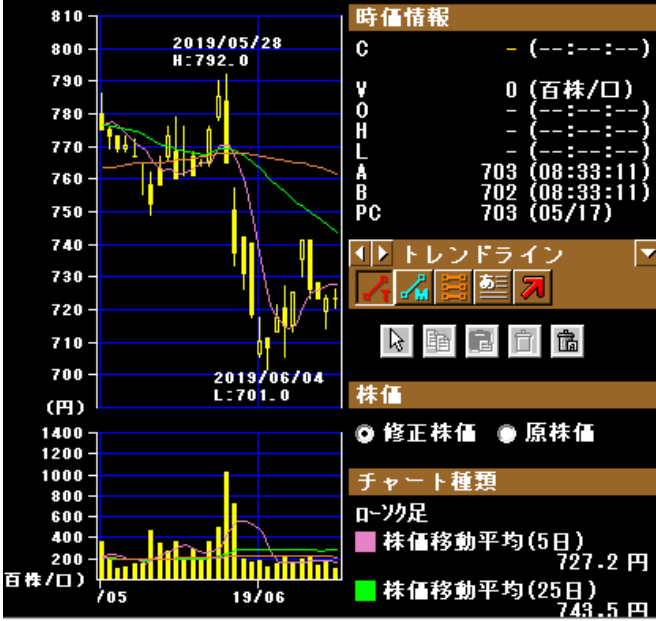 810
800
790
780
770
760
750
740
730
720
710
700
(円)
2019/05/28
H:792.0
2019/06/04
L:701.0
1400
1200
1000
800
600
400
200
百株/口)
/05
19/06
時価情報
C - (--:--:--)
V 0 (百株/口)
O - (--:--:--)
H - (--:--:--)
L - (--:--:--)
A 703 (08:33:11)
B 702 (08:33:11)
PC 703 (05/17)
トレンドライン
T M あ
株価
修正株価 原株価
チャート種類
ローソク足
株価移動平均(5日)
727.2 円
株価移動平均(25日)
743.5 円